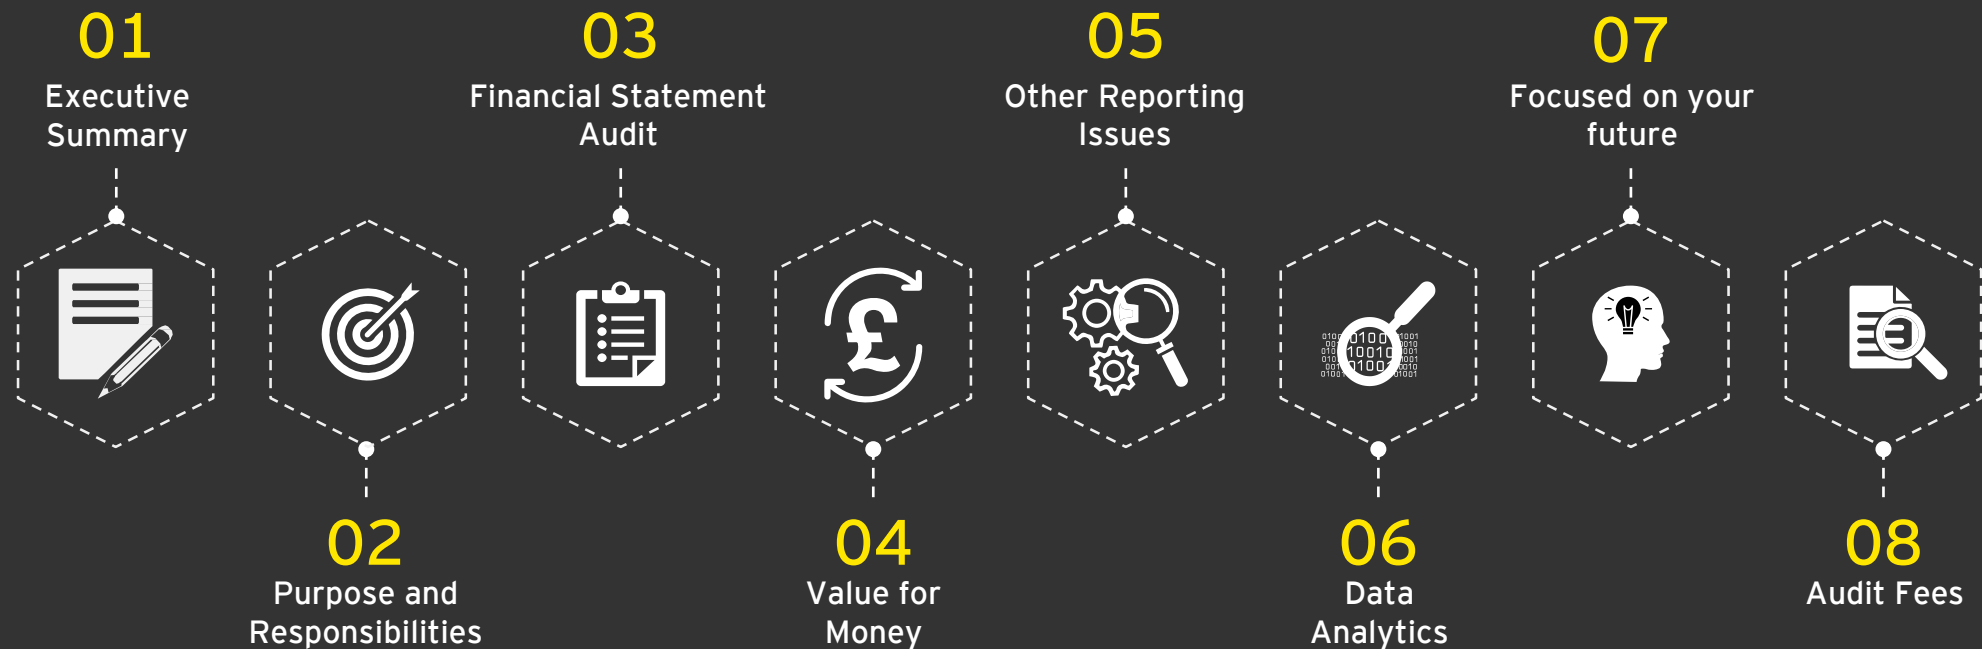 01
Executive
Summary
03
Financial Statement
Audit
05
Other Reporting
Issues
07
Focused on your
future
02
Purpose and
Responsibilities
04
Value for
Money
06
Data
Analytics
08
Audit Fees